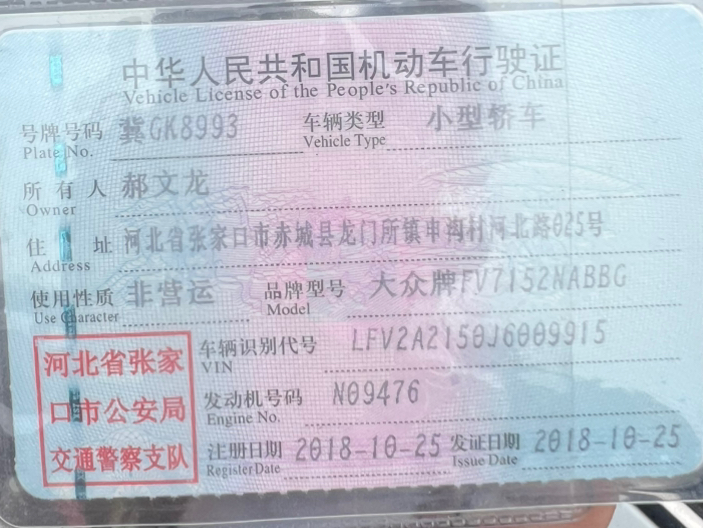 中华人民共和国机动车行驶证
Vehicle License of the People's Republic of China
号牌号码 冀GK8993 车辆类型 小型轿车
Plate No. Vehicle Type
所有人 郝文龙
Owner
住址 河北省张家口市赤城县龙门所镇申沟村河北路025号
Address
使用性质 非营运 品牌型号 大众牌FV7152NABBG
Use Character Model
河北省张家
口市公安局
交通警察支队
车辆识别代号 LFV2A2150J6009915
VIN
发动机号码 N09476
Engine No.
注册日期 2018-10-25 发证日期 2018-10-25
Register Date Issue Date